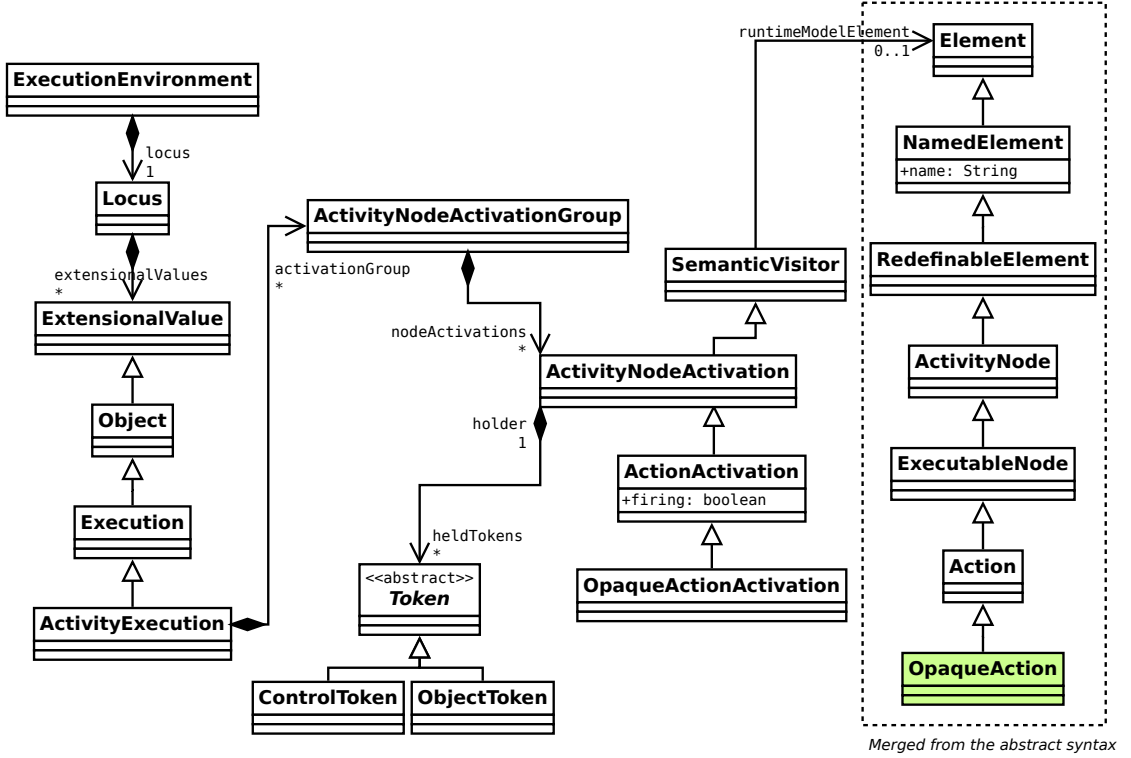 runtimeModelElement
0..1
Element
ExecutionEnvironment
NamedElement
+name: String
locus
1
Locus
ActivityNodeActivationGroup
RedefinableElement
SemanticVisitor
extensionalValues
*
activationGroup
*
ExtensionalValue
nodeActivations
*
ActivityNode
ActivityNodeActivation
Object
holder
1
ExecutableNode
ActionActivation
+firing: boolean
Execution
heldTokens
*
Action
<<abstract>>
Token
OpaqueActionActivation
ActivityExecution
OpaqueAction
ControlToken
ObjectToken
Merged from the abstract syntax